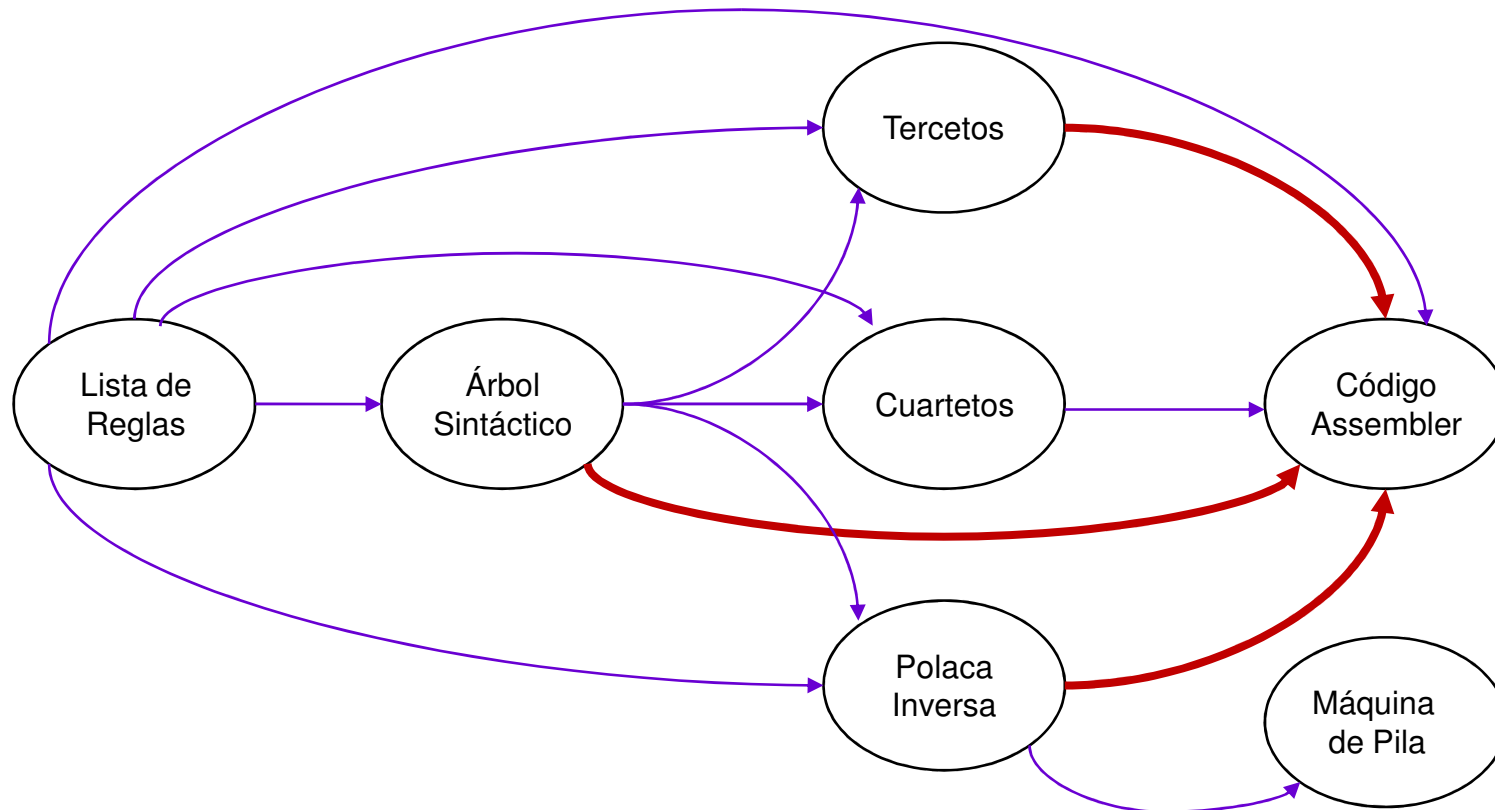 Tercetos
Lista de
Reglas
Árbol
Sintáctico
Cuartetos
Código
Assembler
Polaca
Inversa
Máquina
de Pila